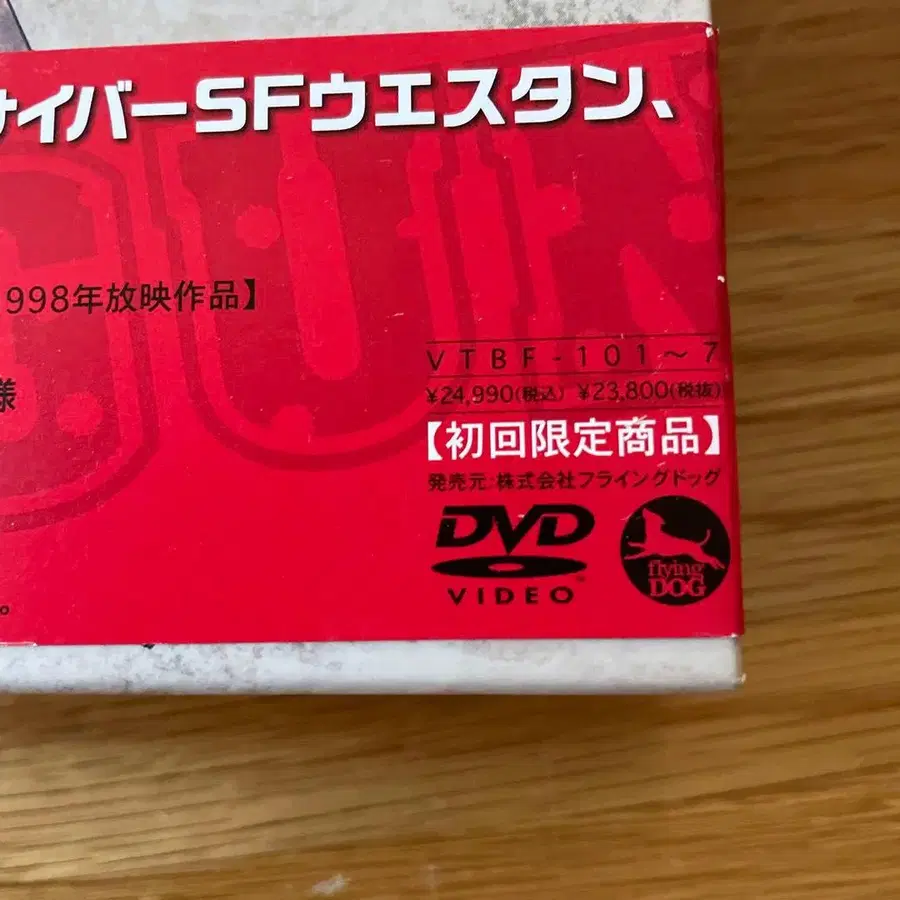 サイバーSFウエスタン、
998年放映作品】
様
VTBF-101～7
¥24,990(税込) ¥23,800(税抜)
【初回限定商品】
発売元:株式会社フライングドッグ
DVD
VIDEO
flying
DOG